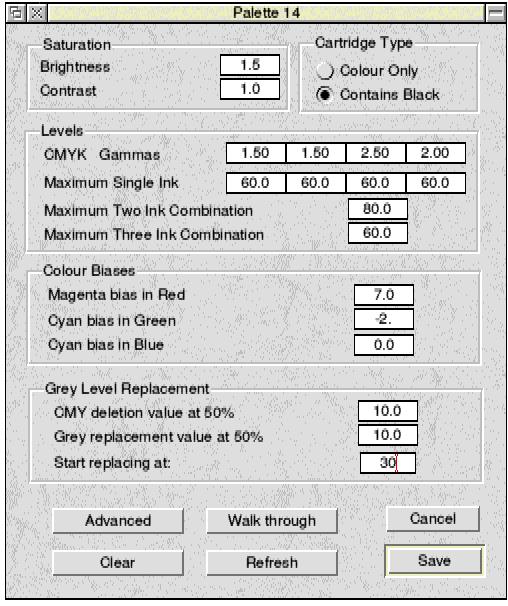 Palette 14
Saturation
Brightness 1.5
Contrast 1.0
Cartridge Type
Colour Only
Contains Black
Levels
CMYK Gammas 1.50 1.50 2.50 2.00
Maximum Single Ink 60.0 60.0 60.0 60.0
Maximum Two Ink Combination 80.0
Maximum Three Ink Combination 60.0
Colour Biases
Magenta bias in Red 7.0
Cyan bias in Green -2.
Cyan bias in Blue 0.0
Grey Level Replacement
CMY deletion value at 50% 10.0
Grey replacement value at 50% 10.0
Start replacing at: 30
Advanced Walk through Cancel
Clear Refresh Save